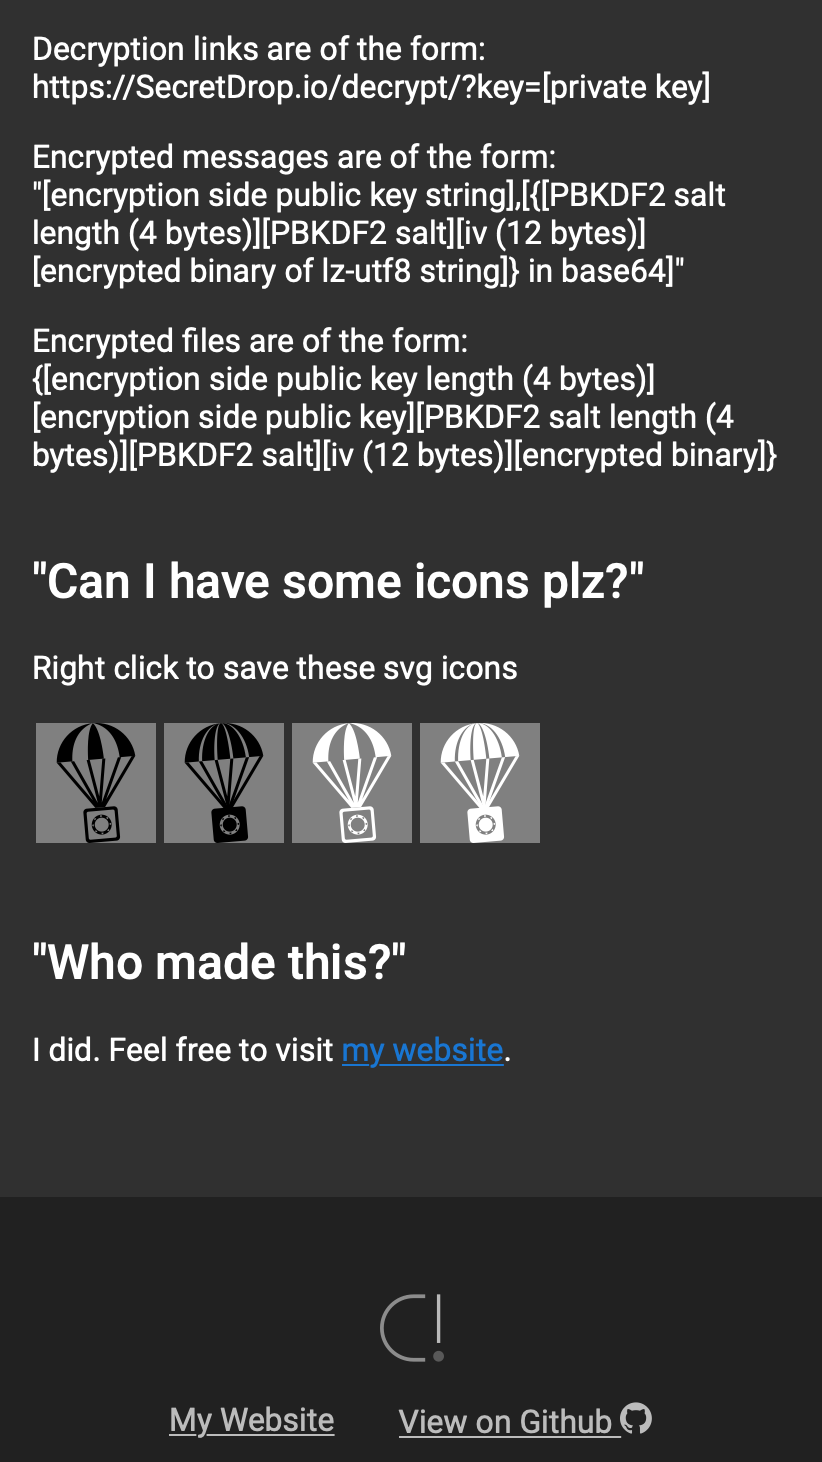 Decryption links are of the form:
https://SecretDrop.io/decrypt/?key=[private key]
Encrypted messages are of the form:
"[encryption side public key string],[{[PBKDF2 salt
length (4 bytes)][PBKDF2 salt][iv (12 bytes)]
[encrypted binary of lz-utf8 string]} in base64]"
Encrypted files are of the form:
{[encryption side public key length (4 bytes)]
[encryption side public key][PBKDF2 salt length (4
bytes)][PBKDF2 salt][iv (12 bytes)][encrypted binary]}
"Can I have some icons plz?"
Right click to save these svg icons
"Who made this?"
I did. Feel free to visit my website.
C!
My Website View on Github